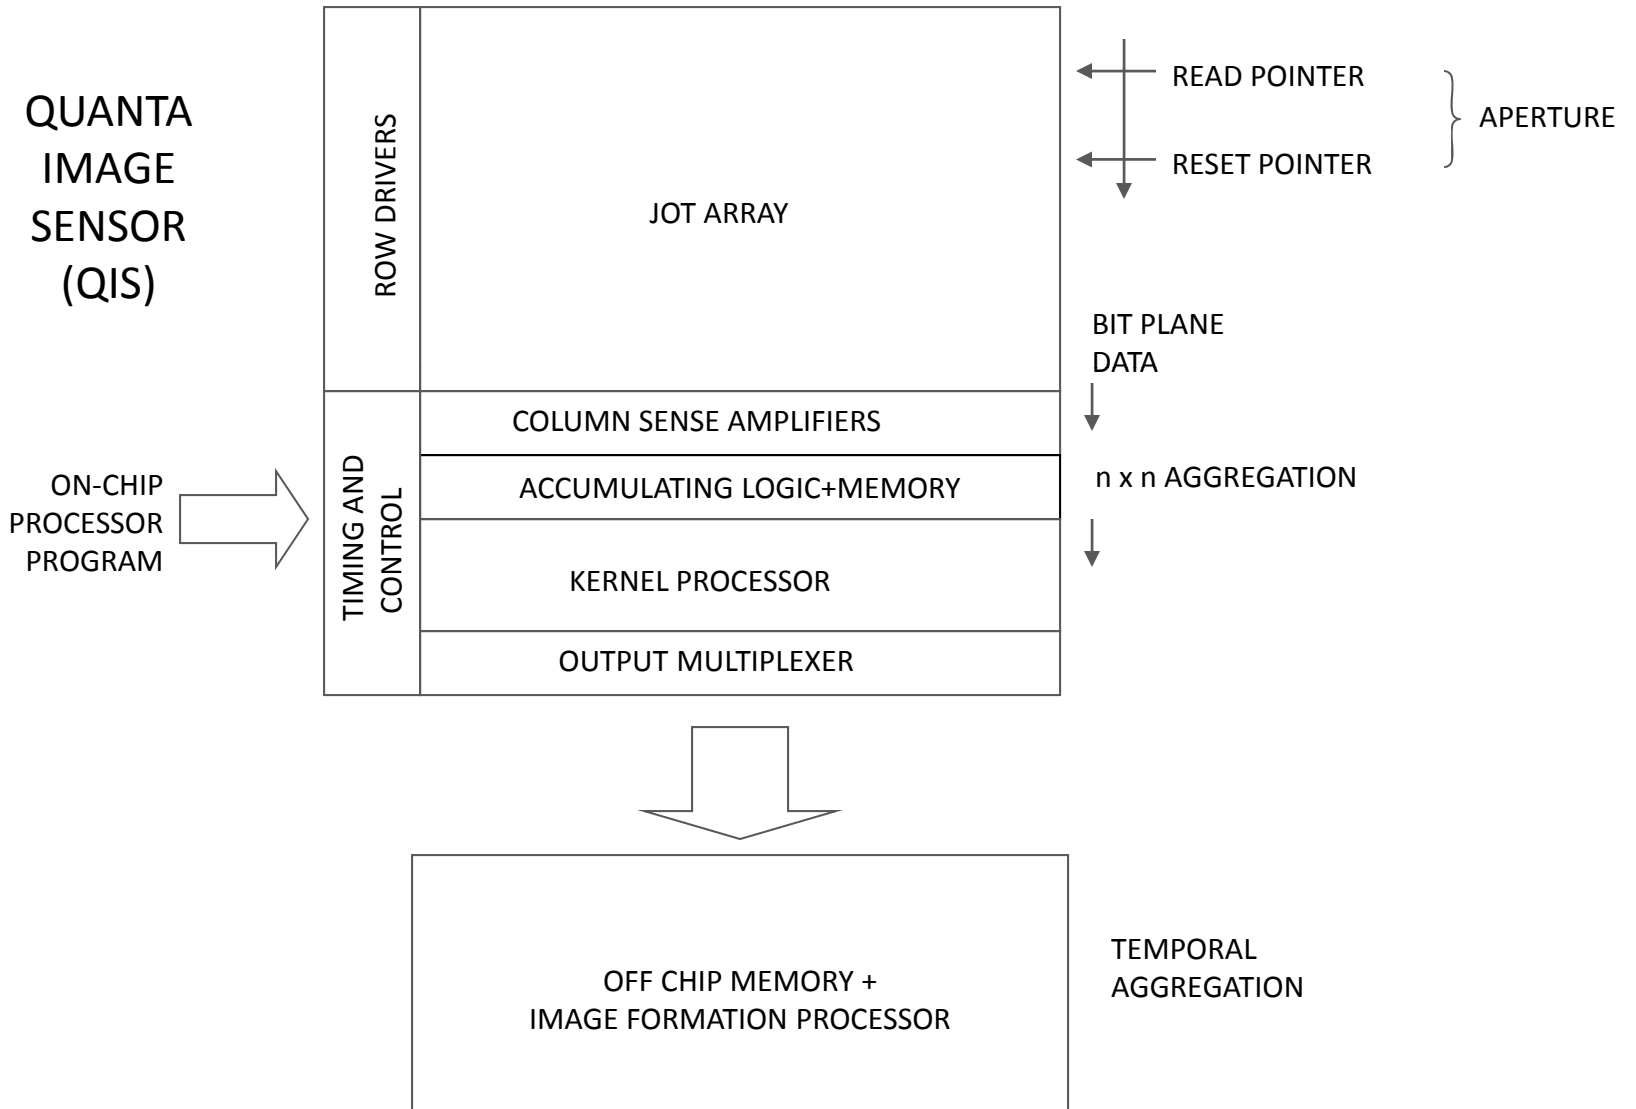 QUANTA
IMAGE
SENSOR
(QIS)
ROW DRIVERS
JOT ARRAY
READ POINTER
RESET POINTER
APERTURE
BIT PLANE
DATA
COLUMN SENSE AMPLIFIERS
ON-CHIP
PROCESSOR
PROGRAM
TIMING AND
CONTROL
ACCUMULATING LOGIC+MEMORY
n x n AGGREGATION
KERNEL PROCESSOR
OUTPUT MULTIPLEXER
OFF CHIP MEMORY +
IMAGE FORMATION PROCESSOR
TEMPORAL
AGGREGATION